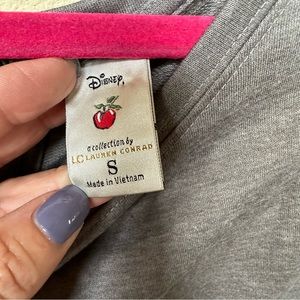 Disney
a collection by
LC LAUREN CONRAD
S
Made in Vietnam